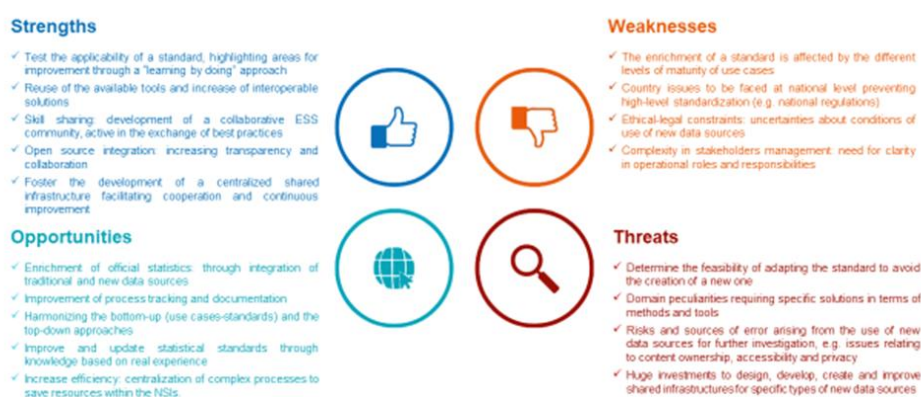 Strengths
✓ Test the applicability of a standard, highlighting areas for
improvement through a "learning by doing" approach
✓ Reuse of the available tools and increase of interoperable
solutions
✓ Skill sharing: development of a collaborative ESS
community, active in the exchange of best practices
✓ Open source integration: increasing transparency and
collaboration
✓ Foster the development of a centralized shared
infrastructure facilitating cooperation and continuous
improvement
Weaknesses
✓ The enrichment of a standard is affected by the different
levels of maturity of use cases
✓ Country issues to be faced at national level preventing
high-level standardization (e.g. national regulations)
✓ Ethical-legal constraints: uncertainties about conditions of
use of new data sources
✓ Complexity in stakeholders management: need for clarity
in operational roles and responsibilities
Opportunities
✓ Enrichment of official statistics: through integration of
traditional and new data sources
✓ Improvement of process tracking and documentation
✓ Harmonizing the bottom-up (use cases-standards) and the
top-down approaches
✓ Improve and update statistical standards through
knowledge based on real experience
✓ Increase efficiency: centralization of complex processes to
save resources within the NSIs.
Threats
✓ Determine the feasibility of adapting the standard to avoid
the creation of a new one
✓ Domain peculiarities requiring specific solutions in terms of
methods and tools
✓ Risks and sources of error arising from the use of new
data sources for further investigation, e.g. issues relating
to content ownership, accessibility and privacy
✓ Huge investments to design, develop, create and improve
shared infrastructures for specific types of new data sources